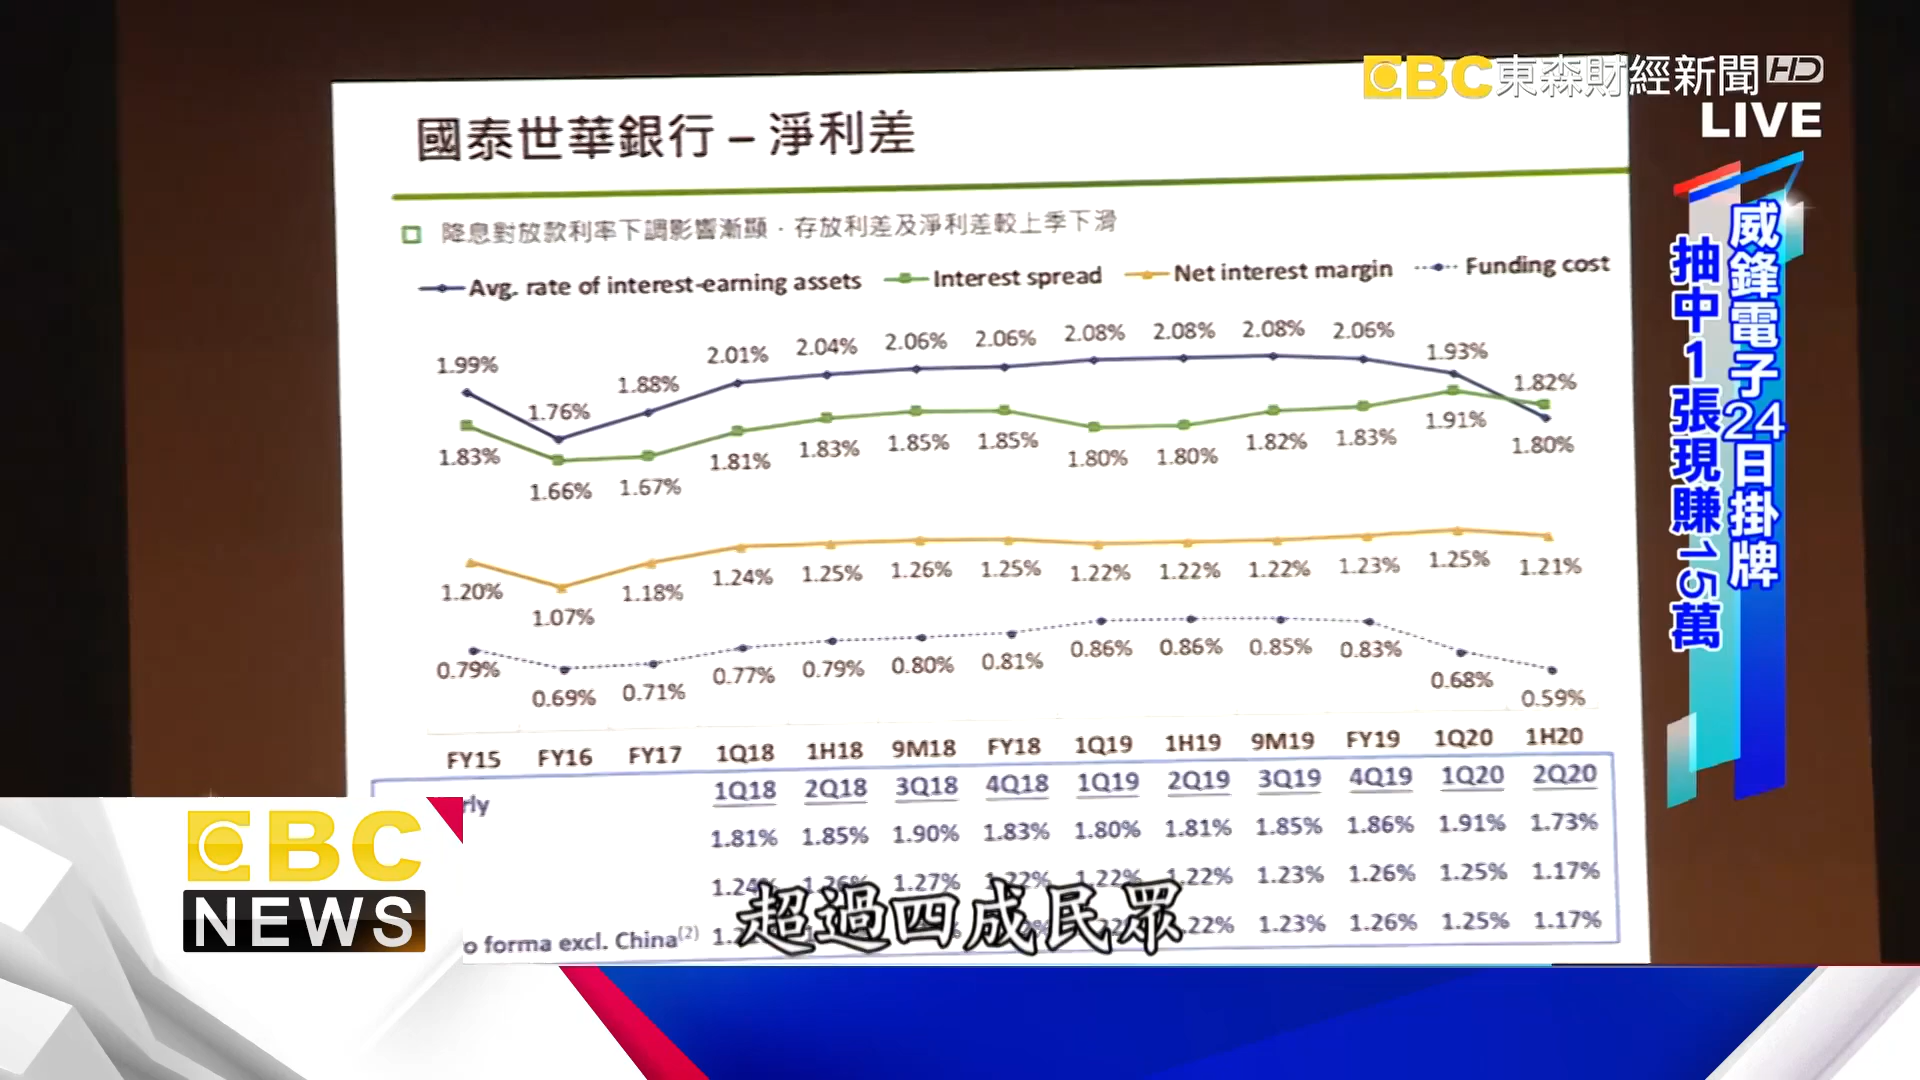 EBC東森財經新聞HD
LIVE
威鋒電子24日掛牌
抽中1張現賺15萬
國泰世華銀行 – 淨利差
降息對放款利率下調影響漸顯，存放利差及淨利差較上季下滑
Avg. rate of interest-earning assets Interest spread Net interest margin Funding cost
1.99% 1.76% 1.88% 2.01% 2.04% 2.06% 2.06% 2.08% 2.08% 2.08% 2.06% 1.93% 1.82%
1.83% 1.66% 1.67% 1.81% 1.83% 1.85% 1.85% 1.80% 1.80% 1.82% 1.83% 1.91% 1.80%
1.20% 1.07% 1.18% 1.24% 1.25% 1.26% 1.25% 1.22% 1.22% 1.22% 1.23% 1.25% 1.21%
0.79% 0.69% 0.71% 0.77% 0.79% 0.80% 0.81% 0.86% 0.86% 0.85% 0.83% 0.68% 0.59%
FY15 FY16 FY17 1Q18 1H18 9M18 FY18 1Q19 1H19 9M19 FY19 1Q20 1H20
rly 1Q18 2Q18 3Q18 4Q18 1Q19 2Q19 3Q19 4Q19 1Q20 2Q20
1.81% 1.85% 1.90% 1.83% 1.80% 1.81% 1.85% 1.86% 1.91% 1.73%
1.24% 1.26% 1.27% 1.22% 1.22% 1.22% 1.23% 1.26% 1.25% 1.17%
o forma excl. China(2) 1.23% 1.26% 1.25% 1.17%
超過四成民眾
EBC
NEWS